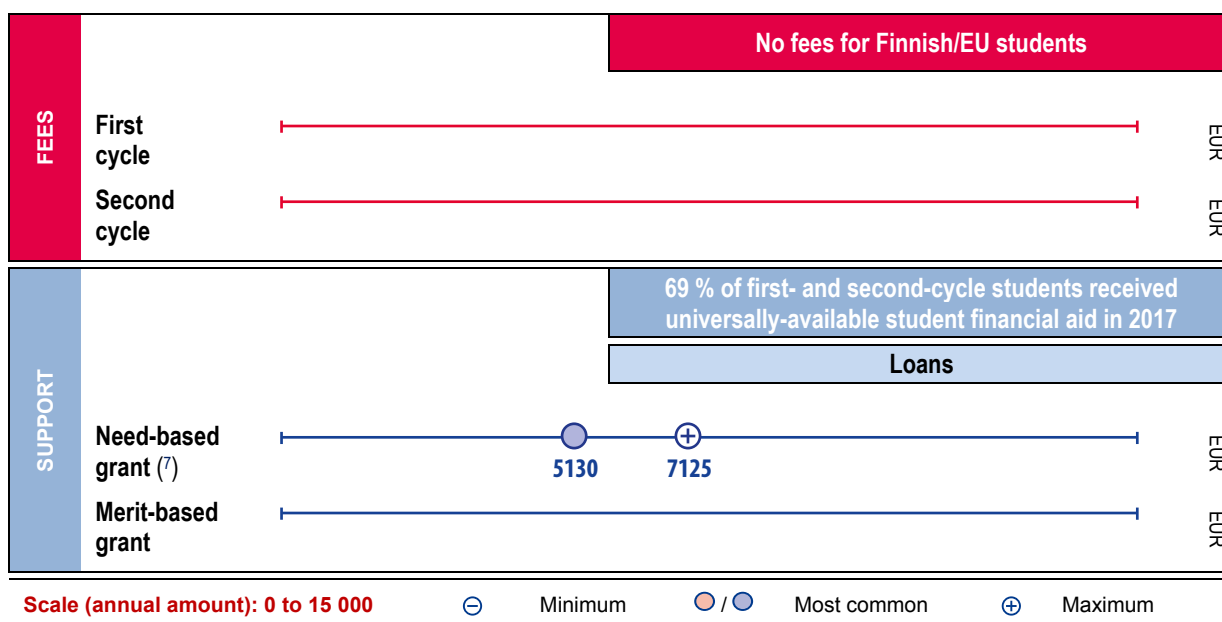 No fees for Finnish/EU students
FEES
First
cycle
EUR
Second
cycle
EUR
69 % of first- and second-cycle students received
universally-available student financial aid in 2017
Loans
SUPPORT
Need-based
grant (7)
5130
7125
EUR
Merit-based
grant
EUR
Scale (annual amount): 0 to 15 000
Minimum
/
Most common
Maximum